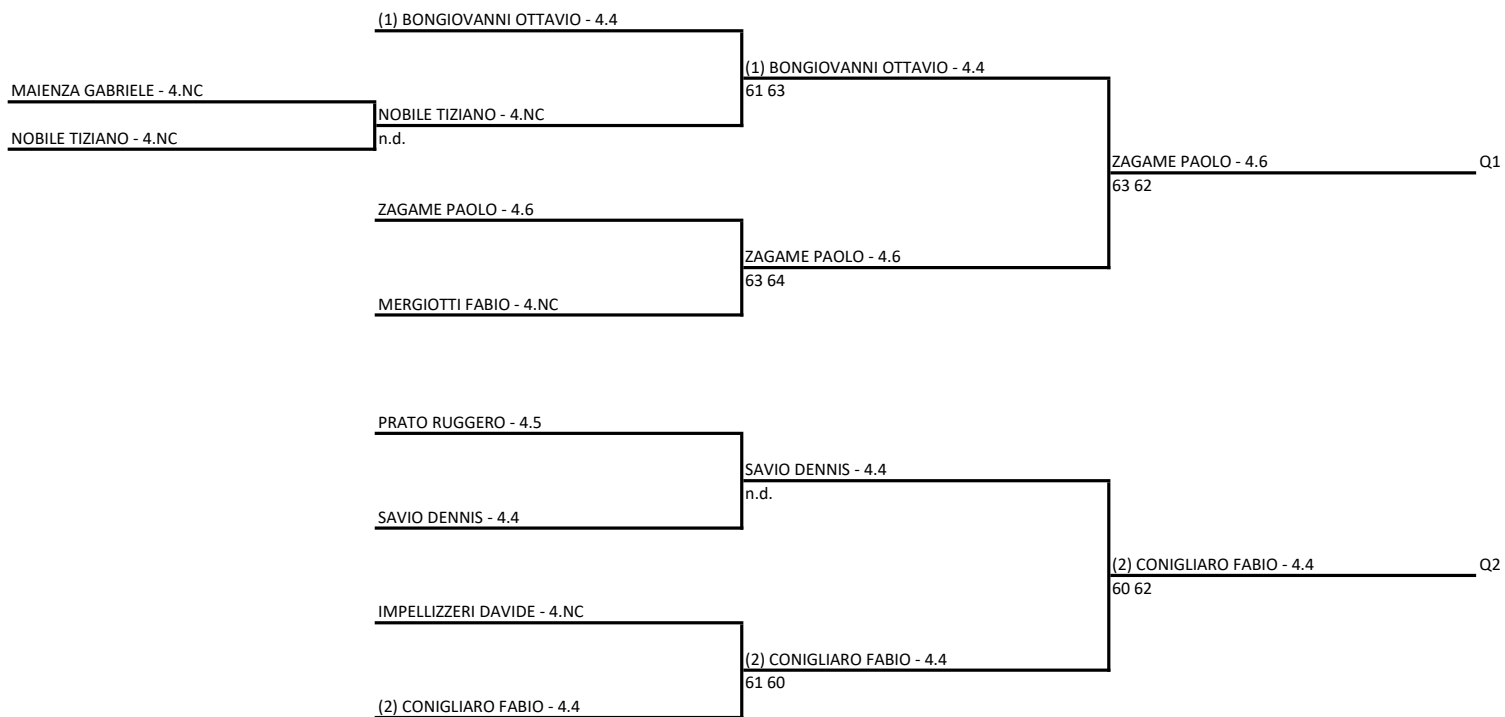 (1) BONGIOVANNI OTTAVIO - 4.4
(1) BONGIOVANNI OTTAVIO - 4.4
MAIENZA GABRIELE - 4.NC
61 63
NOBILE TIZIANO - 4.NC
NOBILE TIZIANO - 4.NC
n.d.
ZAGAME PAOLO - 4.6
Q1
63 62
ZAGAME PAOLO - 4.6
ZAGAME PAOLO - 4.6
63 64
MERGIOTTI FABIO - 4.NC
PRATO RUGGERO - 4.5
SAVIO DENNIS - 4.4
n.d.
SAVIO DENNIS - 4.4
(2) CONIGLIARO FABIO - 4.4
Q2
60 62
IMPELLIZZERI DAVIDE - 4.NC
(2) CONIGLIARO FABIO - 4.4
61 60
(2) CONIGLIARO FABIO - 4.4